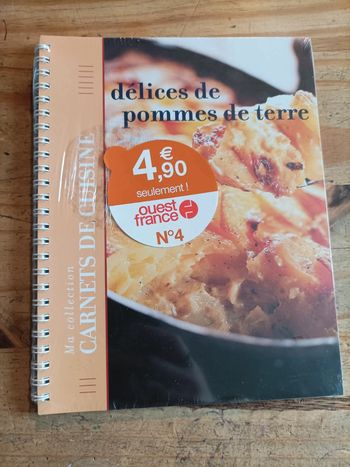 délices de
pommes de terre
4,€90
seulement !
ouest
france
N°4
Ma collection
CARNETS DE CUISINE